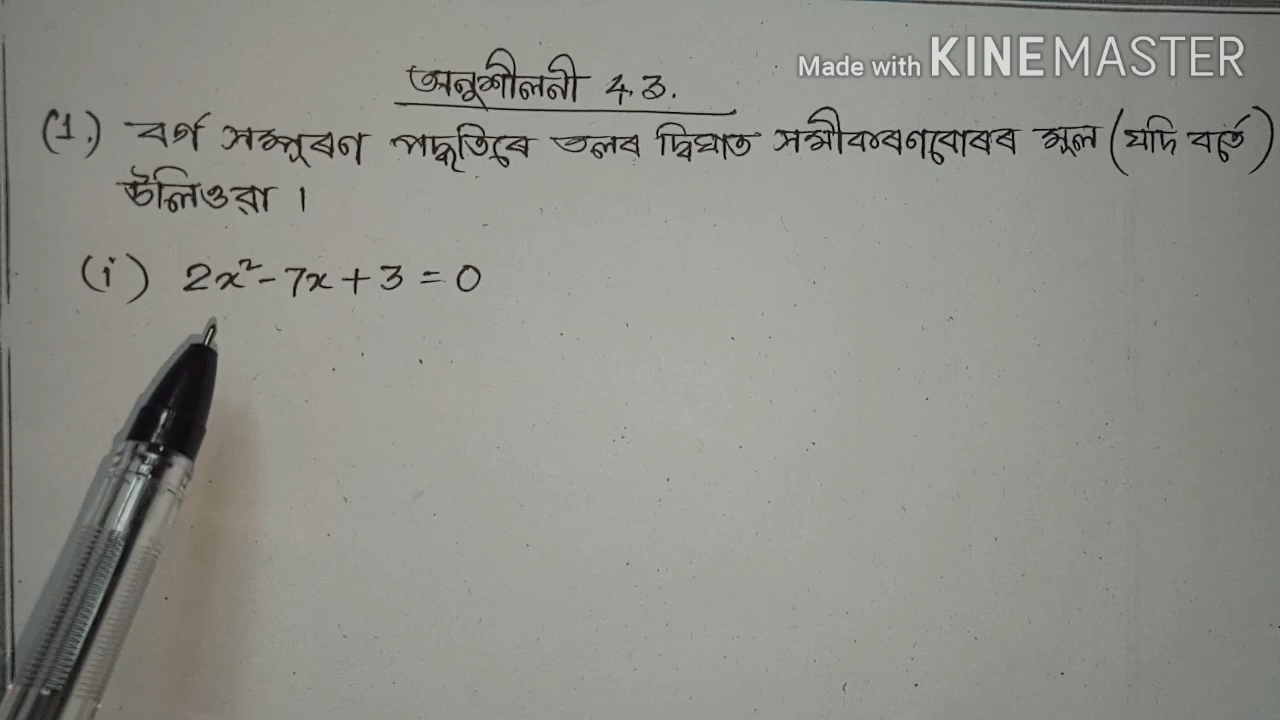 Made with KINEMASTER
অনুশীলনী 4.3.
(1.) বৰ্গ সম্পূৰণ পদ্ধতিৰে তলৰ দ্বিঘাত সমীকৰণবোৰৰ মূল (যদি বৰ্তে)
উলিওৱা ।
(i) 2x² - 7x + 3 = 0